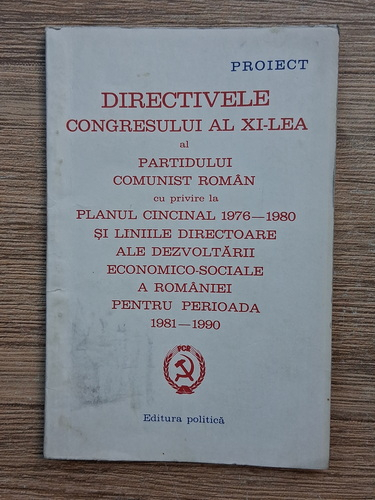 PROIECT
DIRECTIVELE
CONGRESULUI AL XI-LEA
al
PARTIDULUI
COMUNIST ROMÂN
cu privire la
PLANUL CINCINAL 1976—1980
ȘI LINIILE DIRECTOARE
ALE DEZVOLTĂRII
ECONOMICO-SOCIALE
A ROMÂNIEI
PENTRU PERIOADA
1981—1990
PCR
Editura politică